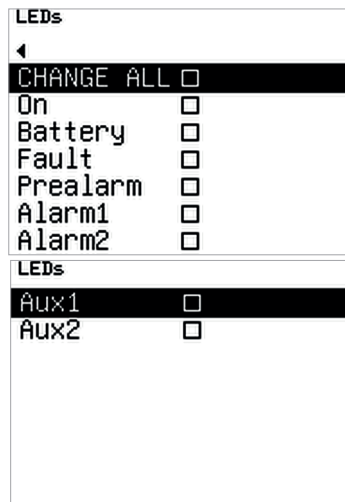 LEDs
CHANGE ALL
On
Battery
Fault
Prealarm
Alarm1
Alarm2
LEDs
Aux1
Aux2